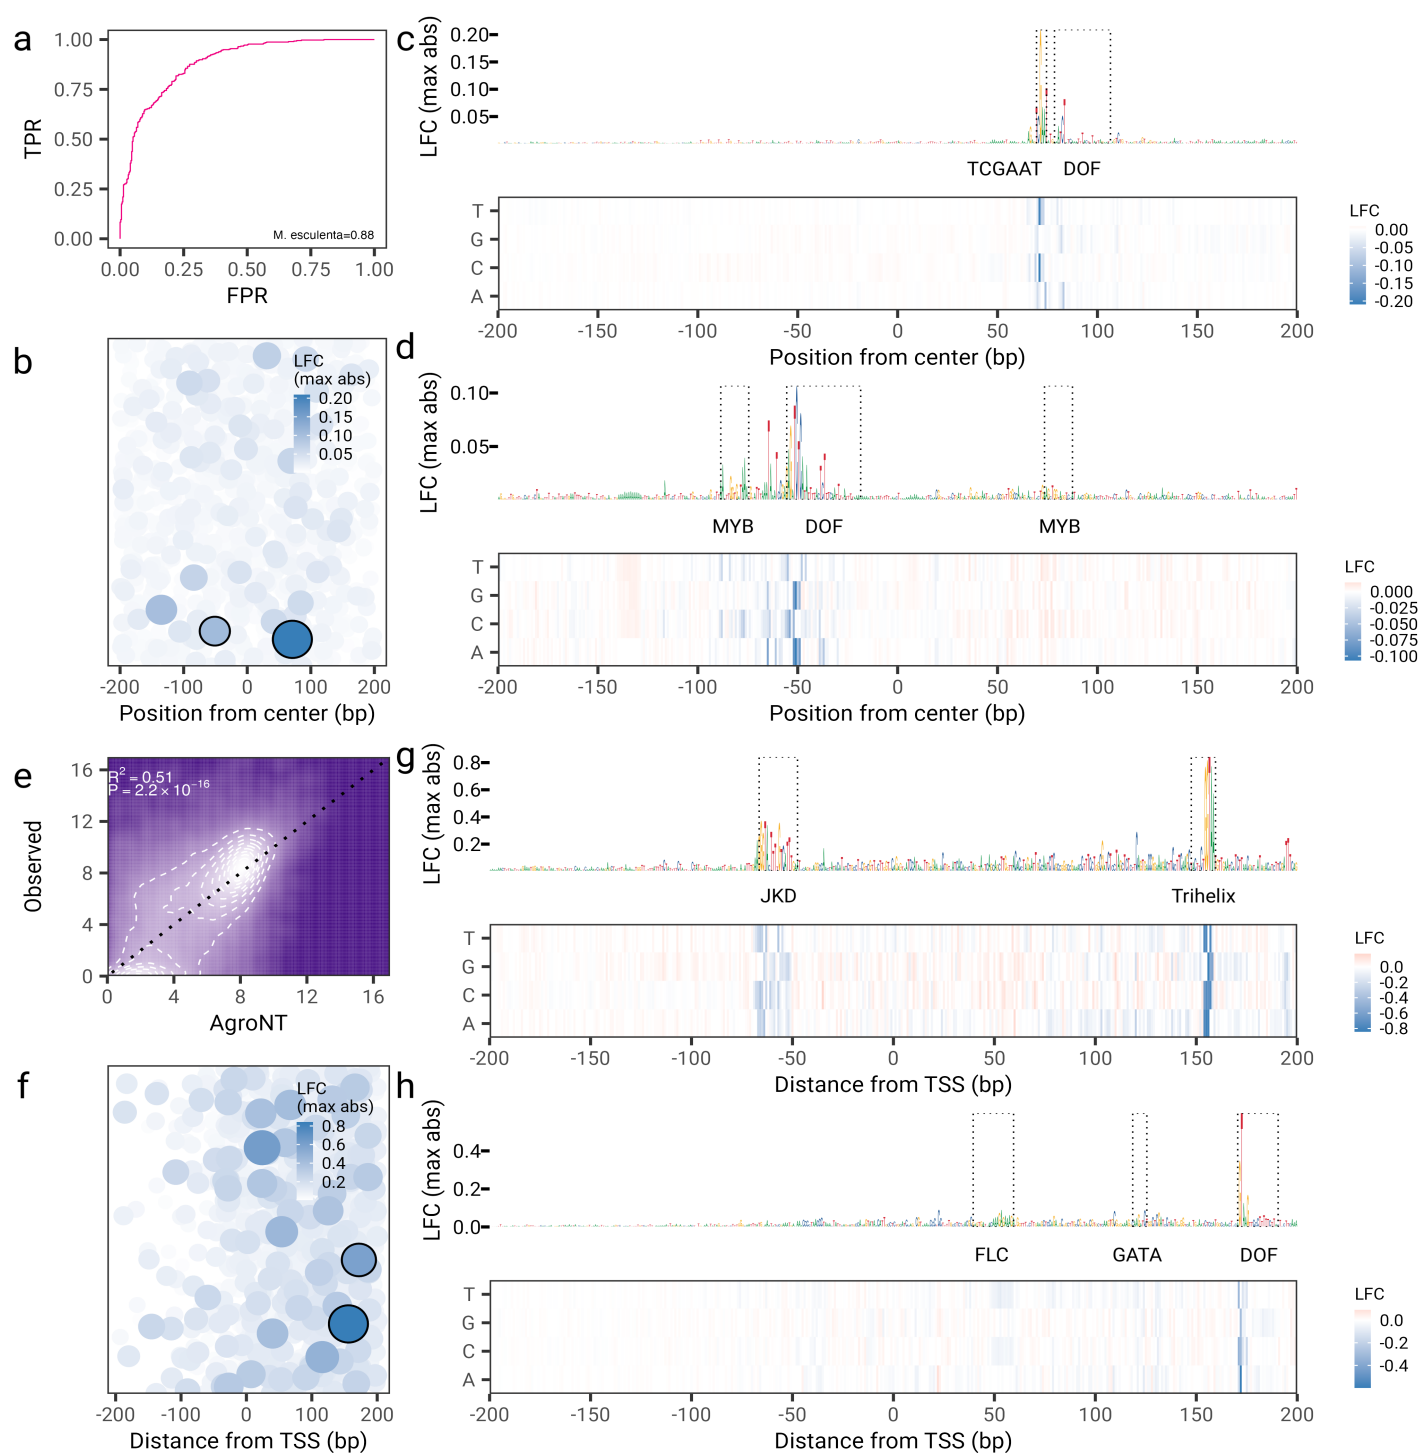 a
1.00
0.75
0.50
0.25
0.00
TPR
M. esculenta=0.88
0.00 0.25 0.50 0.75 1.00
FPR
b
LFC
(max abs)
0.20
0.15
0.10
0.05
-200 -100 0 100 200
Position from center (bp)
c
LFC (max abs)
0.20
0.15
0.10
0.05
TCGAAT DOF
T
G
C
A
LFC
0.00
-0.05
-0.10
-0.15
-0.20
-200 -150 -100 -50 0 50 100 150 200
Position from center (bp)
d
LFC (max abs)
0.10
0.05
MYB DOF MYB
T
G
C
A
LFC
0.000
-0.025
-0.050
-0.075
-0.100
-200 -150 -100 -50 0 50 100 150 200
Position from center (bp)
e
Observed
16
12
8
4
0
R² = 0.51
P = 2.2 × 10⁻¹⁶
0 4 8 12 16
AgroNT
f
LFC
(max abs)
0.8
0.6
0.4
0.2
-200 -100 0 100 200
Distance from TSS (bp)
g
LFC (max abs)
0.8
0.6
0.4
0.2
JKD Trihelix
T
G
C
A
LFC
0.0
-0.2
-0.4
-0.6
-0.8
-200 -150 -100 -50 0 50 100 150 200
Distance from TSS (bp)
h
LFC (max abs)
0.4
0.2
0.0
FLC GATA DOF
T
G
C
A
LFC
0.0
-0.2
-0.4
-200 -150 -100 -50 0 50 100 150 200
Distance from TSS (bp)